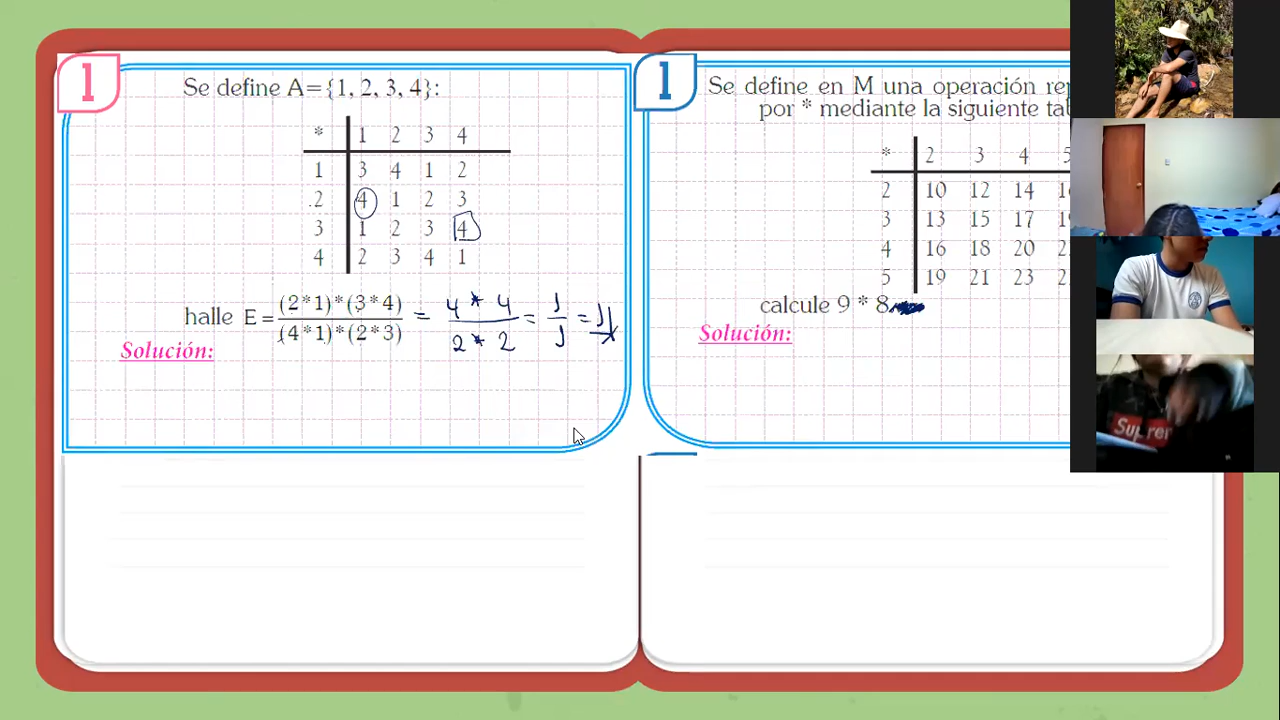 1
Se define A={1, 2, 3, 4}:
* 1 2 3 4
1 3 4 1 2
2 4 1 2 3
3 1 2 3 4
4 2 3 4 1
halle E = (2*1)*(3*4) / (4*1)*(2*3) = 4 * 4 / 2 * 2 = 1 / 1 = 1
Solución:
1
Se define en M una operación
por * mediante la siguiente
* 2 3 4
2 10 12 14
3 13 15 17
4 16 18 20
5 19 21 23
calcule 9 * 8
Solución: